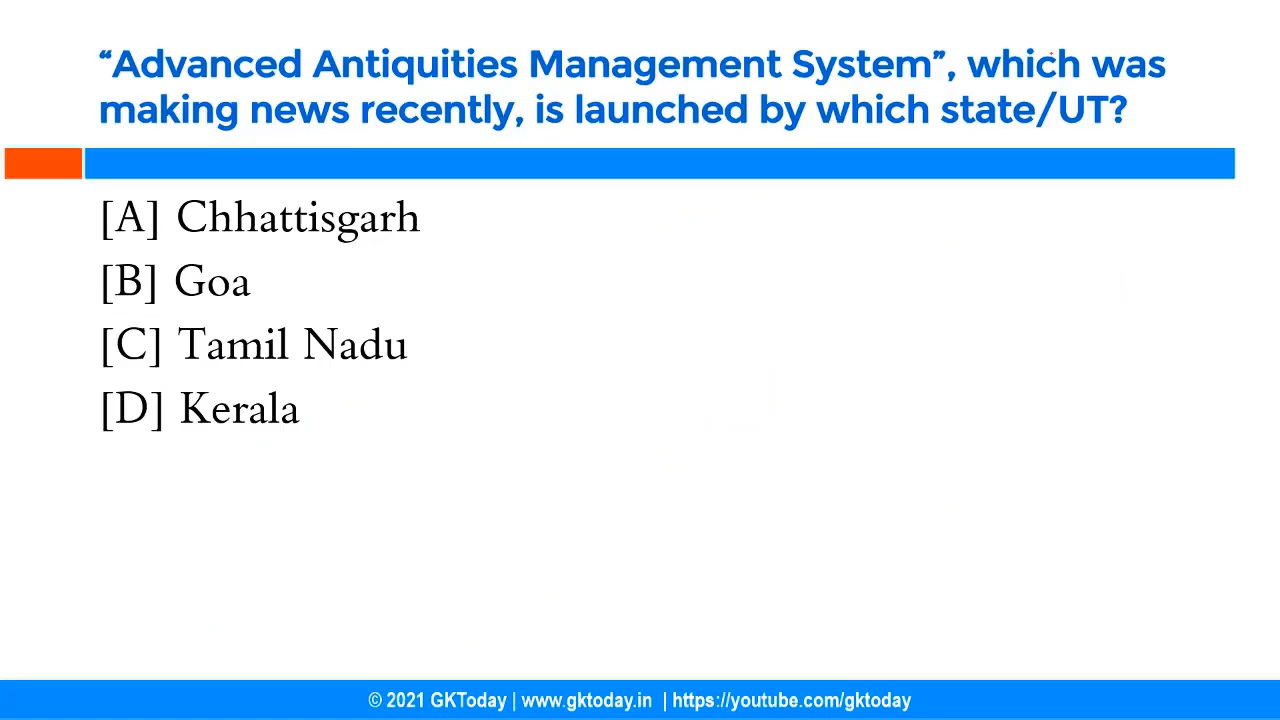 “Advanced Antiquities Management System”, which was
making news recently, is launched by which state/UT?
[A] Chhattisgarh
[B] Goa
[C] Tamil Nadu
[D] Kerala
© 2021 GKToday | www.gktoday.in | https://youtube.com/gktoday